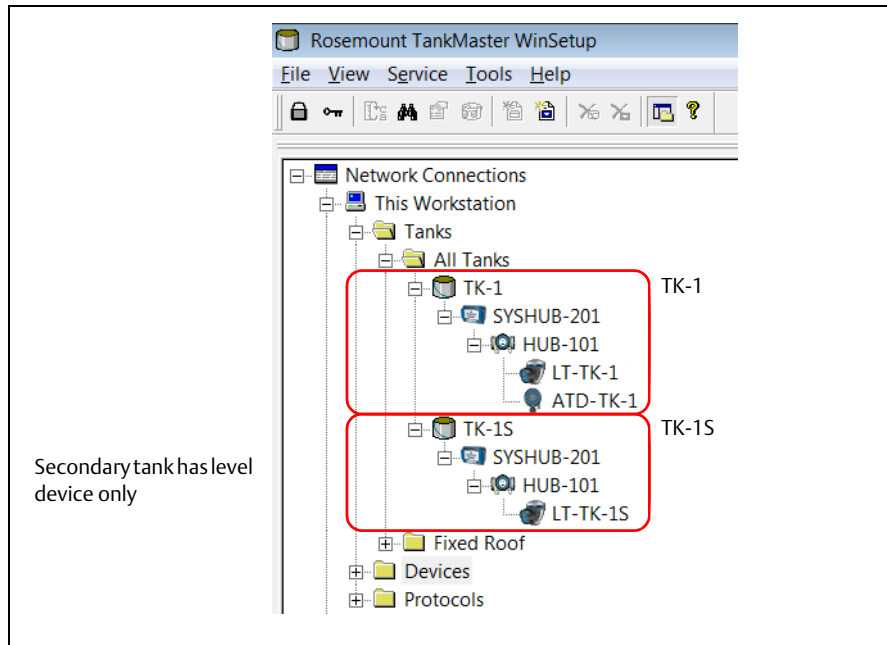 Rosemount TankMaster WinSetup
File View Service Tools Help
Network Connections
This Workstation
Tanks
All Tanks
TK-1
TK-1
SYSHUB-201
HUB-101
LT-TK-1
ATD-TK-1
TK-1S
TK-1S
SYSHUB-201
Secondary tank has level
device only
HUB-101
LT-TK-1S
Fixed Roof
Devices
Protocols